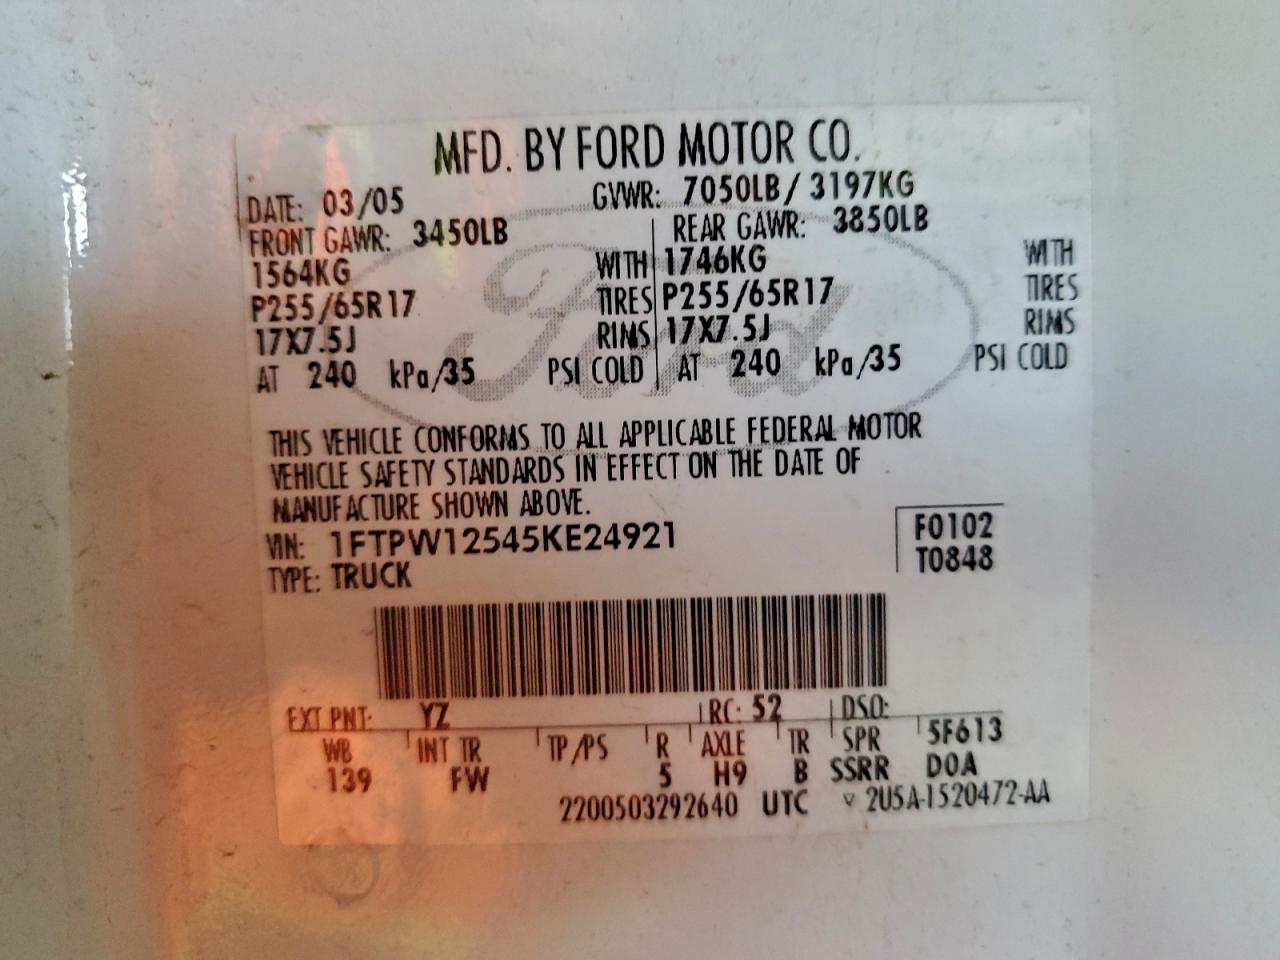 MFD. BY FORD MOTOR CO.
DATE: 03/05 GVWR: 7050LB/ 3197KG
FRONT GAWR: 3450LB REAR GAWR: 3850LB
1564KG WITH 1746KG WITH
P255/65R17 TIRES P255/65R17 TIRES
17X7.5J RIMS 17X7.5J RIMS
AT 240 kPa/35 PSI COLD AT 240 kPa/35 PSI COLD
Ford
THIS VEHICLE CONFORMS TO ALL APPLICABLE FEDERAL MOTOR
VEHICLE SAFETY STANDARDS IN EFFECT ON THE DATE OF
MANUFACTURE SHOWN ABOVE.
VIN: 1FTPW12545KE24921 F0102
TYPE: TRUCK T0848
EXT PNT: YZ RC: 52 DSO:
WB INT TR TP/PS R AXLE TR SPR 5F613
139 FW 5 H9 B SSRR DOA
2200503292640 UTC ▽ 2U5A-1520472-AA